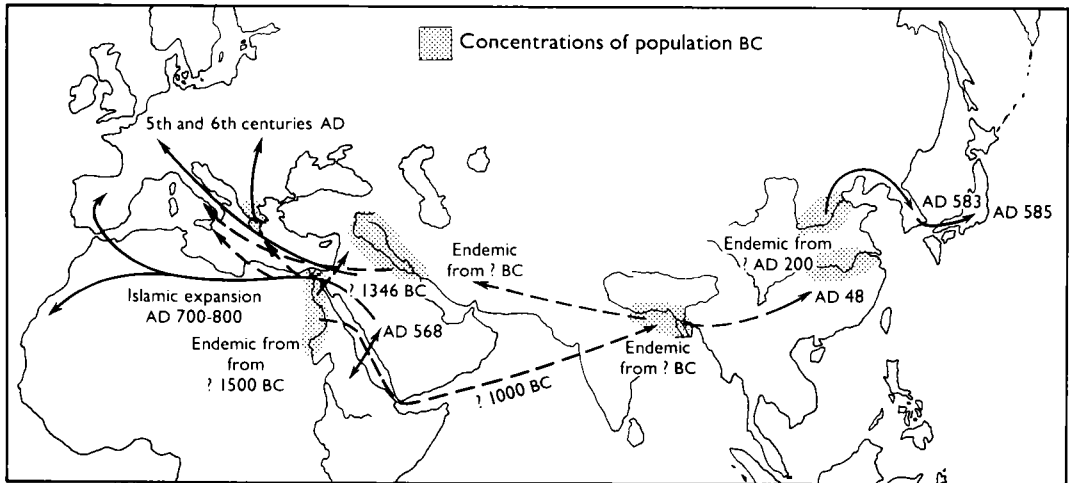 Concentrations of population BC
5th and 6th centuries AD
AD 583
AD 585
Endemic from
? AD 200
Endemic
from ? BC
? 1346 BC
AD 48
Islamic expansion
AD 700-800
AD 568
Endemic from
from
? 1500 BC
Endemic
from ? BC
? 1000 BC